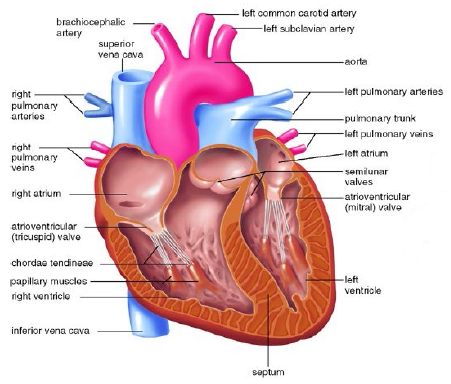 left common carotid artery
brachiocephalic
artery
left subclavian artery
superior
vena cava
aorta
right
pulmonary
arteries
left pulmonary arteries
pulmonary trunk
left pulmonary veins
right
pulmonary
veins
left atrium
semilunar
valves
right atrium
atrioventricular
(mitral) valve
atrioventricular
(tricuspid) valve
chordae tendineae
papillary muscles
left
ventricle
right ventricle
inferior vena cava
septum